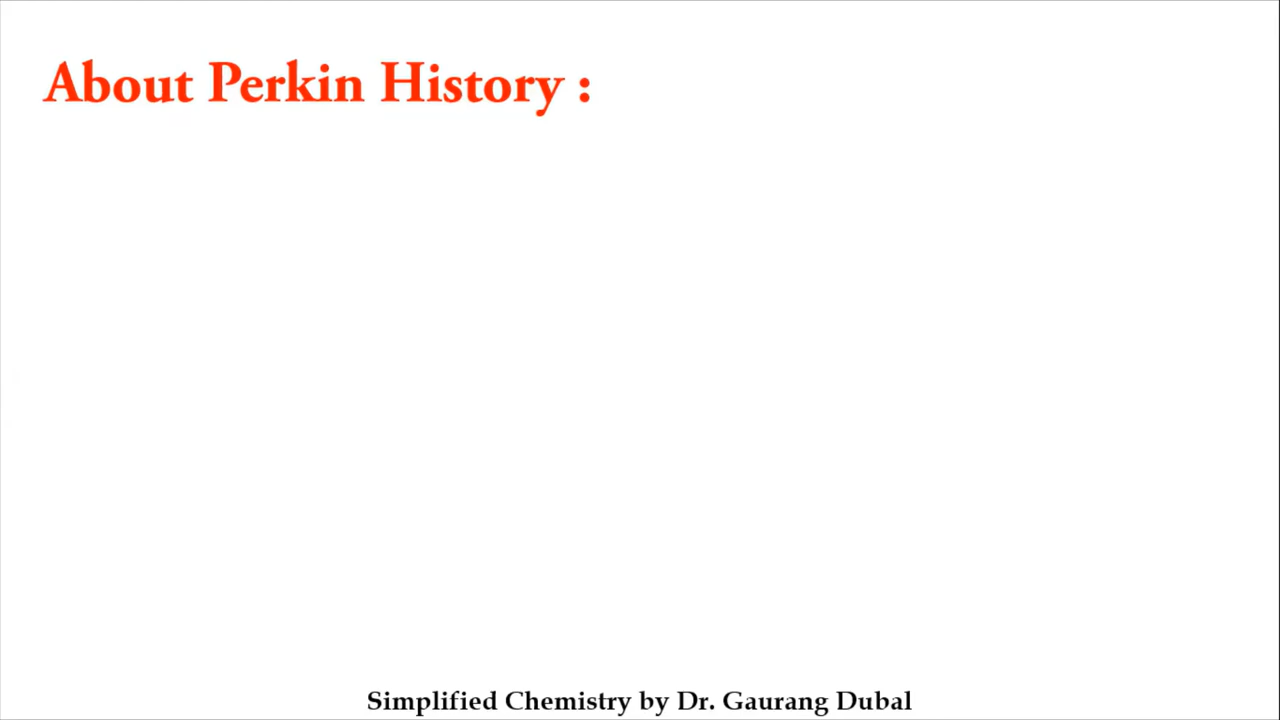 About Perkin History :
Simplified Chemistry by Dr. Gaurang Dubal